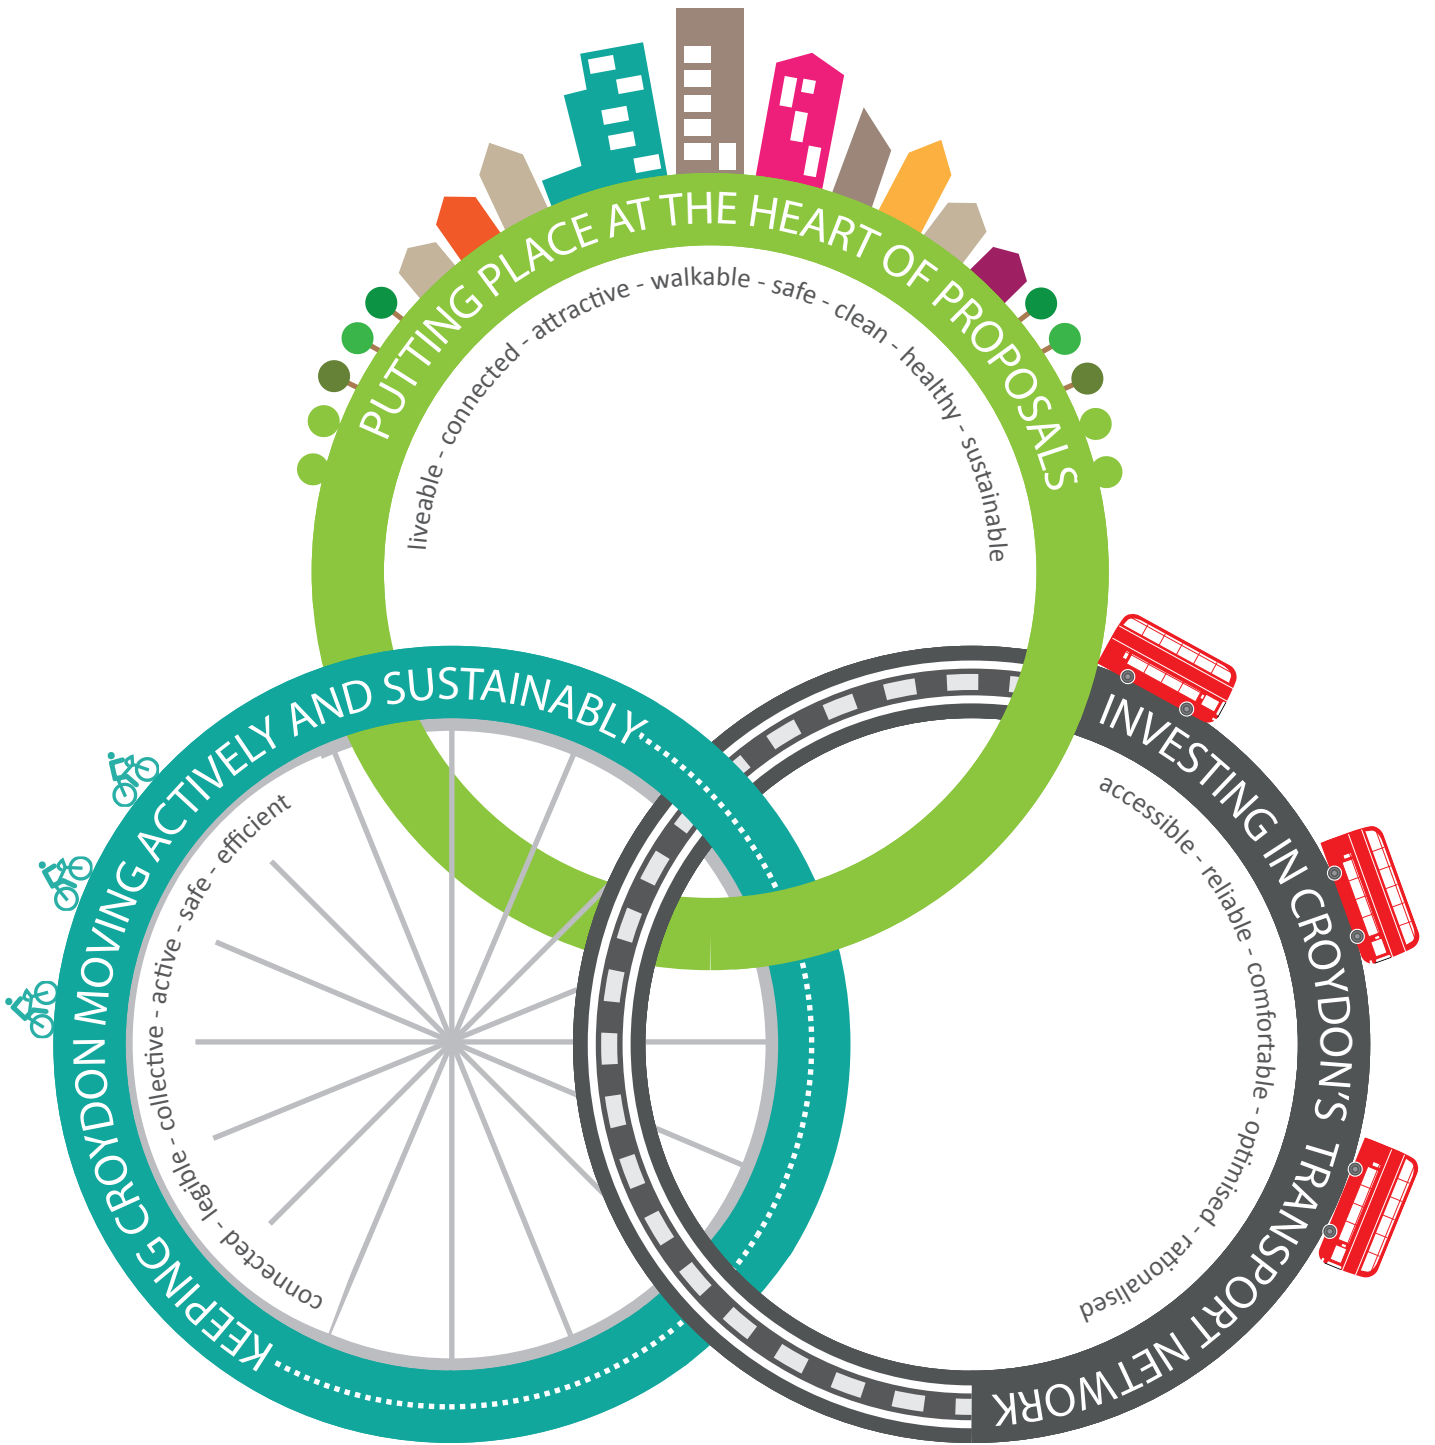 PUTTING PLACE AT THE HEART OF PROPOSALS
liveable - connected - attractive - walkable - safe - clean - healthy - sustainable
KEEPING CROYDON MOVING ACTIVELY AND SUSTAINABLY
connected - legible - collective - active - safe - efficient
INVESTING IN CROYDON'S TRANSPORT NETWORK
accessible - reliable - comfortable - optimised - rationalised